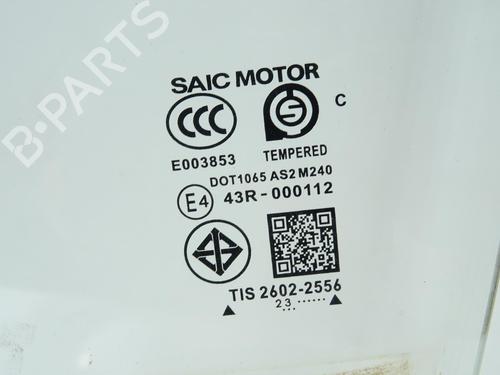 B-PARTS
SAIC MOTOR
CCC
S C
E003853 TEMPERED
DOT1065 AS2 M240
E4 43R-000112
TIS 2602-2556
▲ 23 ...... ▲
...